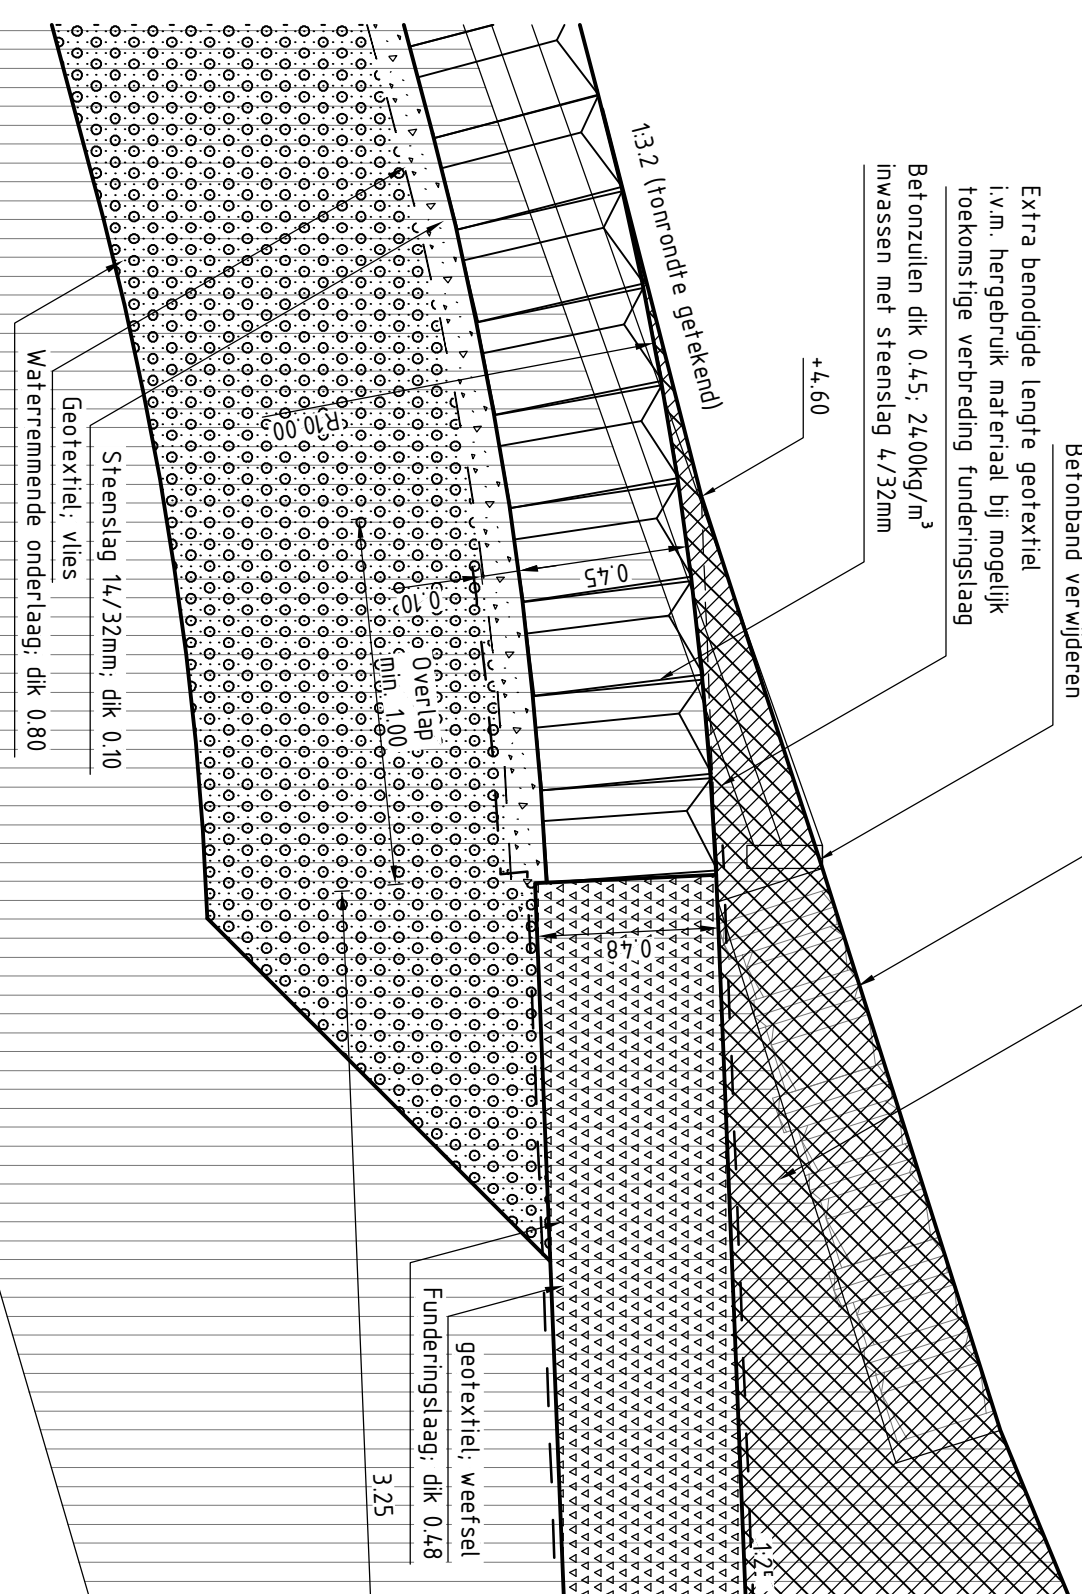 Betonband verwijderen
Extra benodigde lengte geotextiel
i.v.m. hergebruik materiaal bij mogelijk
toekomstige verbreding funderingslaag
Betonzuilen dik 0.45; 2400kg/m³
inwassen met steenslag 4/32mm
+4.60
1:3.2 (tonrondte getekend)
R10.00
0.45
0.10
Overlap
min. 1.00
0.48
Steenslag 14/32mm; dik 0.10
Geotextiel; vlies
Waterremmende onderlaag; dik 0.80
geotextiel; weefsel
Funderingslaag; dik 0.48
3.25